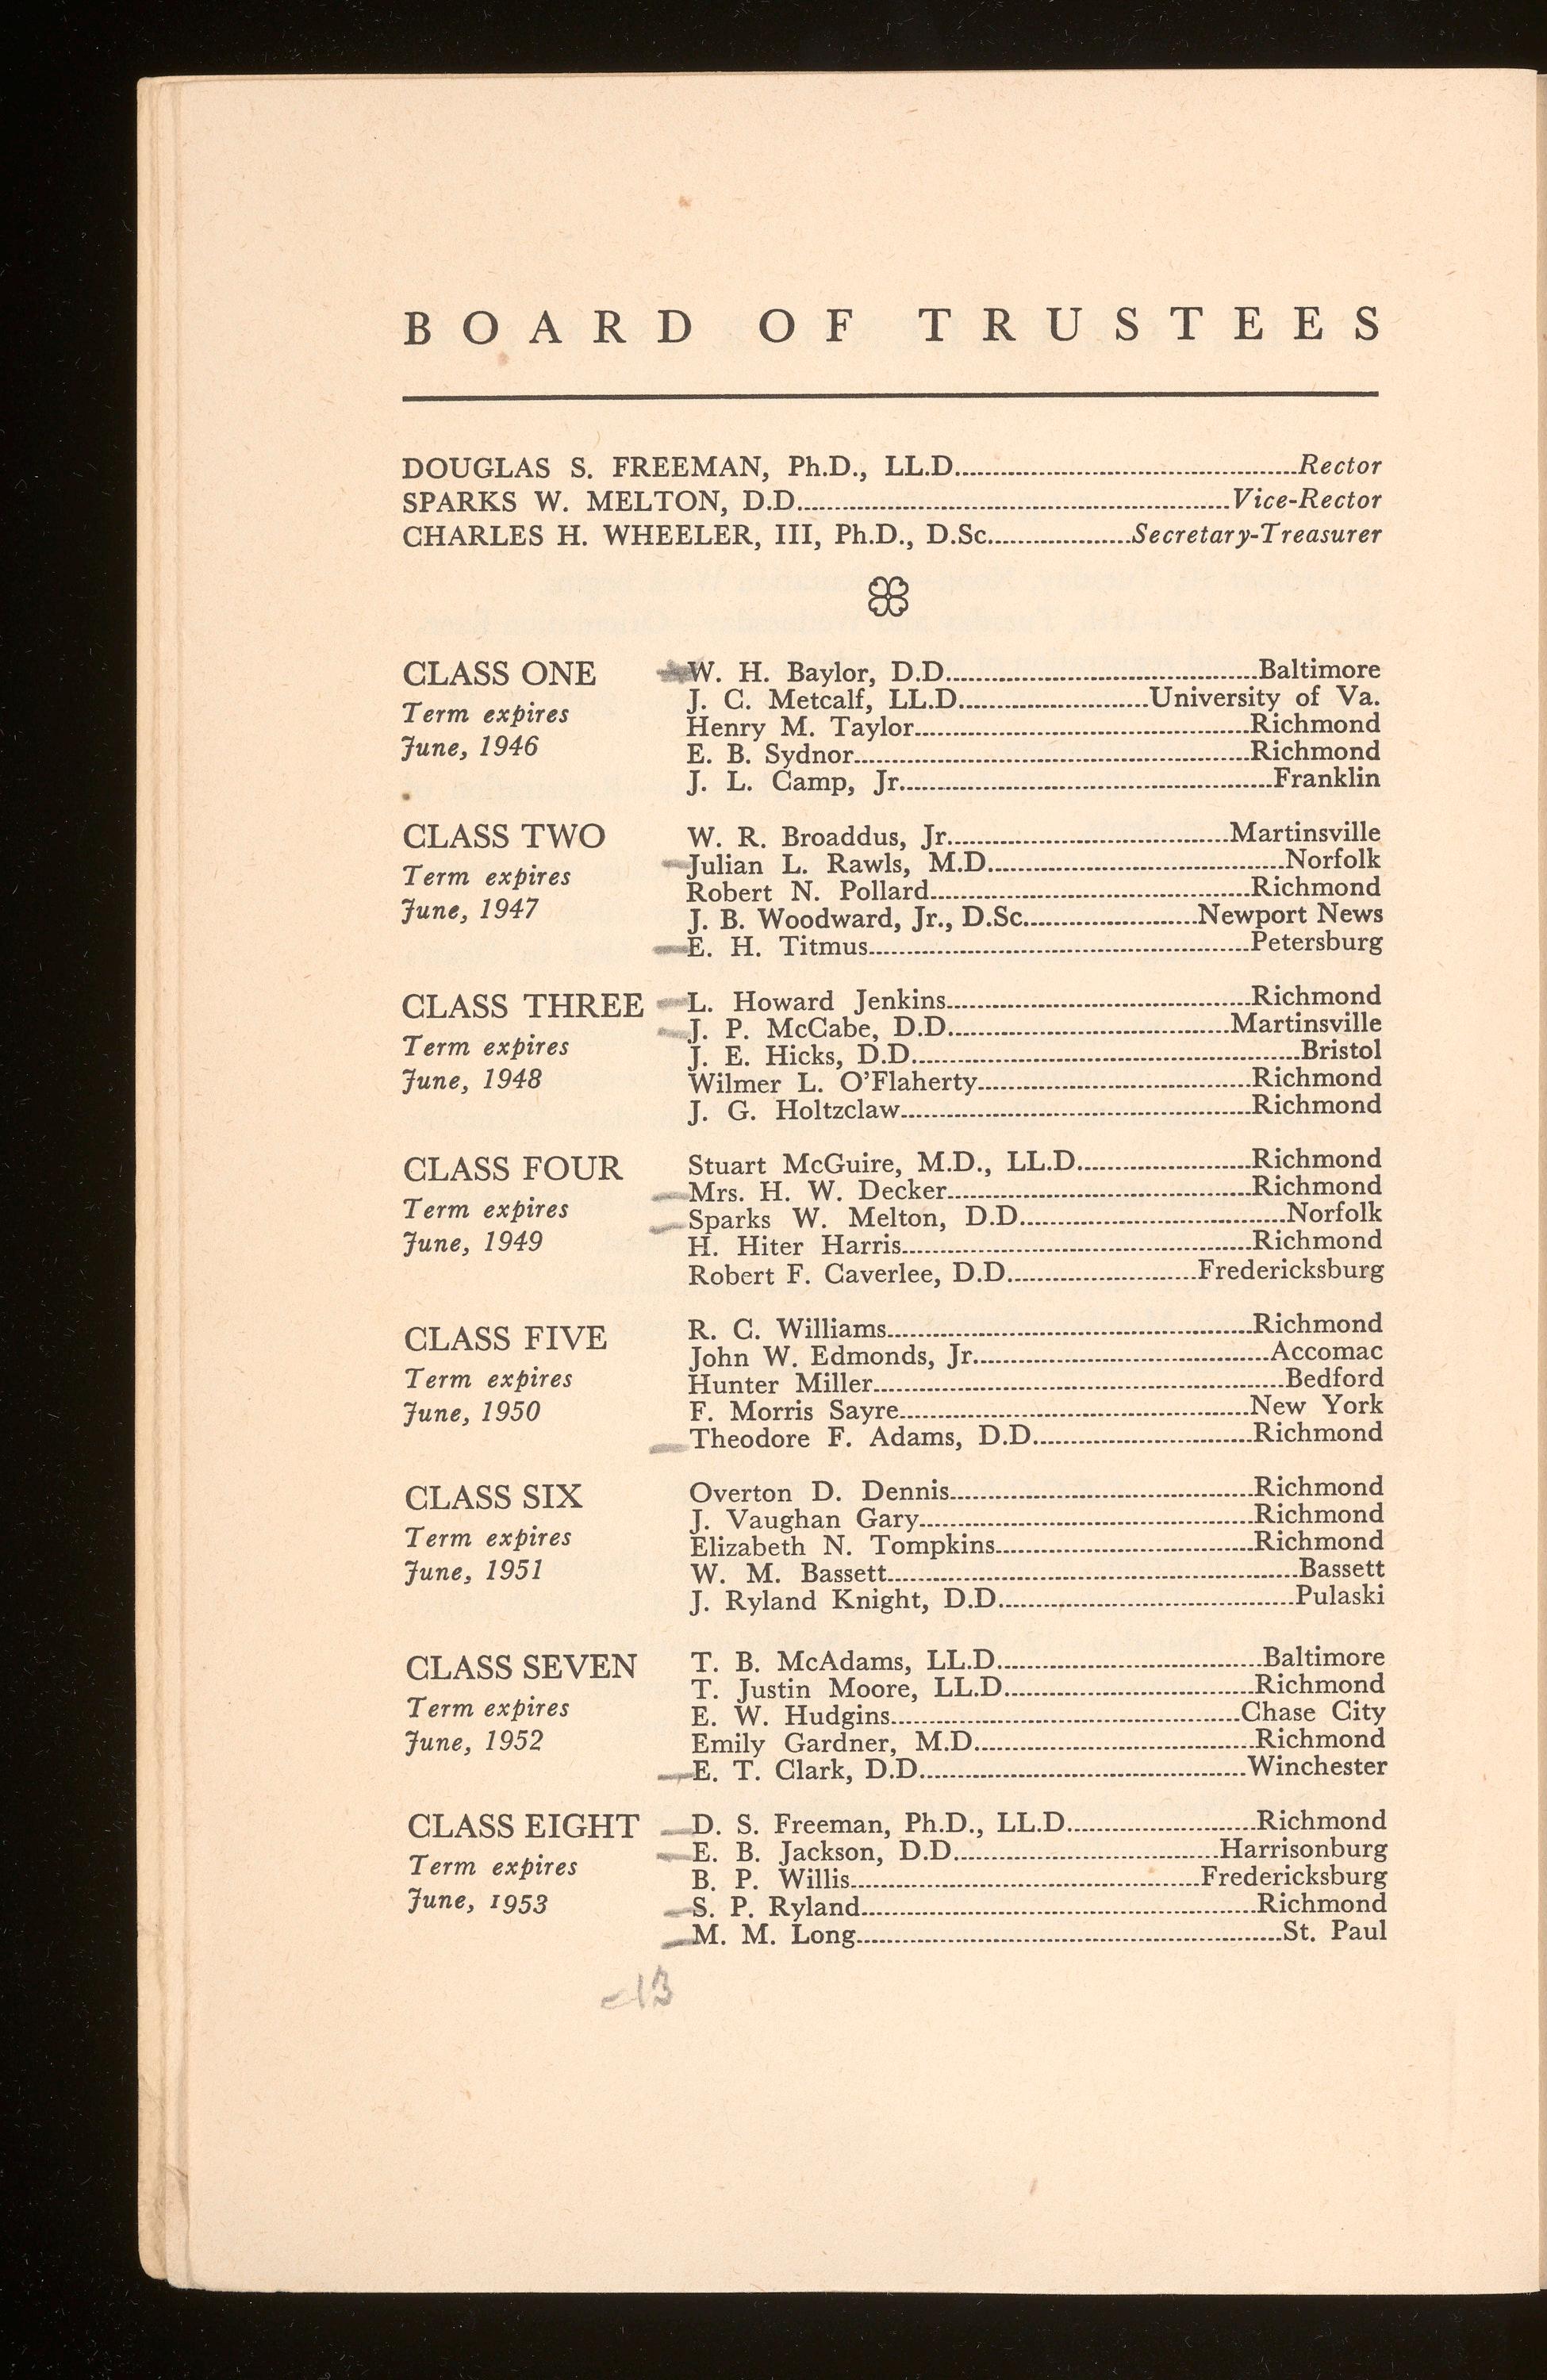 BOARD OF TRUSTEES
DOUGLAS S. FREEMAN, Ph.D., LL.D. Rector
SPARKS W. MELTON, D.D. Vice-Rector
CHARLES H. WHEELER, III, Ph.D., D.Sc. Secretary-Treasurer
CLASS ONE
Term expires
June, 1946
W. H. Baylor, D.D. Baltimore
J. C. Metcalf, LL.D. University of Va.
Henry M. Taylor Richmond
E. B. Sydnor Richmond
J. L. Camp, Jr. Franklin
CLASS TWO
Term expires
June, 1947
W. R. Broaddus, Jr. Martinsville
Julian L. Rawls, M.D. Norfolk
Robert N. Pollard Richmond
J. B. Woodward, Jr., D.Sc. Newport News
E. H. Titmus Petersburg
CLASS THREE
Term expires
June, 1948
L. Howard Jenkins Richmond
J. P. McCabe, D.D. Martinsville
J. E. Hicks, D.D. Bristol
Wilmer L. O'Flaherty Richmond
J. G. Holtzclaw Richmond
CLASS FOUR
Term expires
June, 1949
Stuart McGuire, M.D., LL.D. Richmond
Mrs. H. W. Decker Richmond
Sparks W. Melton, D.D. Norfolk
H. Hiter Harris Richmond
Robert F. Caverlee, D.D. Fredericksburg
CLASS FIVE
Term expires
June, 1950
R. C. Williams Richmond
John W. Edmonds, Jr. Accomac
Hunter Miller Bedford
F. Morris Sayre New York
Theodore F. Adams, D.D. Richmond
CLASS SIX
Term expires
June, 1951
Overton D. Dennis Richmond
J. Vaughan Gary Richmond
Elizabeth N. Tompkins Richmond
W. M. Bassett Bassett
J. Ryland Knight, D.D. Pulaski
CLASS SEVEN
Term expires
June, 1952
T. B. McAdams, LL.D. Baltimore
T. Justin Moore, LL.D. Richmond
E. W. Hudgins Chase City
Emily Gardner, M.D. Richmond
E. T. Clark, D.D. Winchester
CLASS EIGHT
Term expires
June, 1953
D. S. Freeman, Ph.D., LL.D. Richmond
E. B. Jackson, D.D. Harrisonburg
B. P. Willis Fredericksburg
S. P. Ryland Richmond
M. M. Long St. Paul
-13